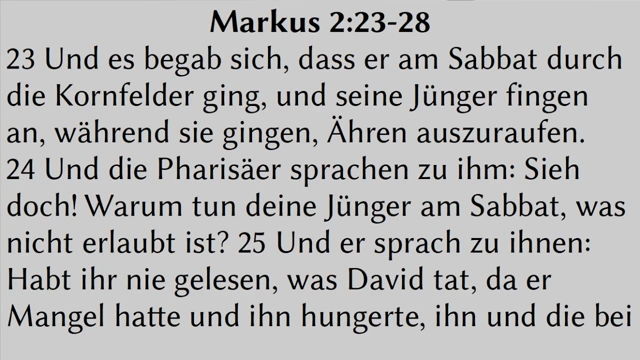 Markus 2:23-28
23 Und es begab sich, dass er am Sabbat durch
die Kornfelder ging, und seine Jünger fingen
an, während sie gingen, Ähren auszuraufen.
24 Und die Pharisäer sprachen zu ihm: Sieh
doch! Warum tun deine Jünger am Sabbat, was
nicht erlaubt ist? 25 Und er sprach zu ihnen:
Habt ihr nie gelesen, was David tat, da er
Mangel hatte und ihn hungerte, ihn und die bei